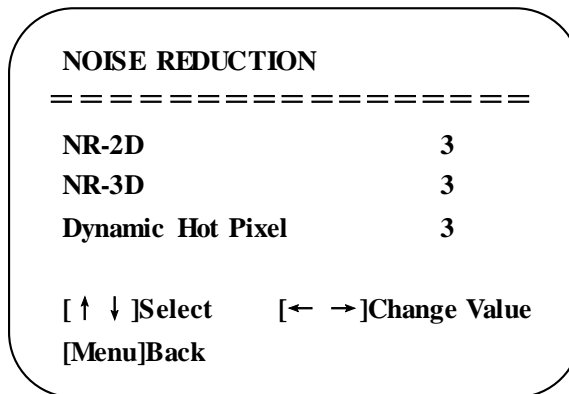 NOISE REDUCTION
==================
NR-2D 3
NR-3D 3
Dynamic Hot Pixel 3
[↑ ↓]Select [← →]Change Value
[Menu]Back